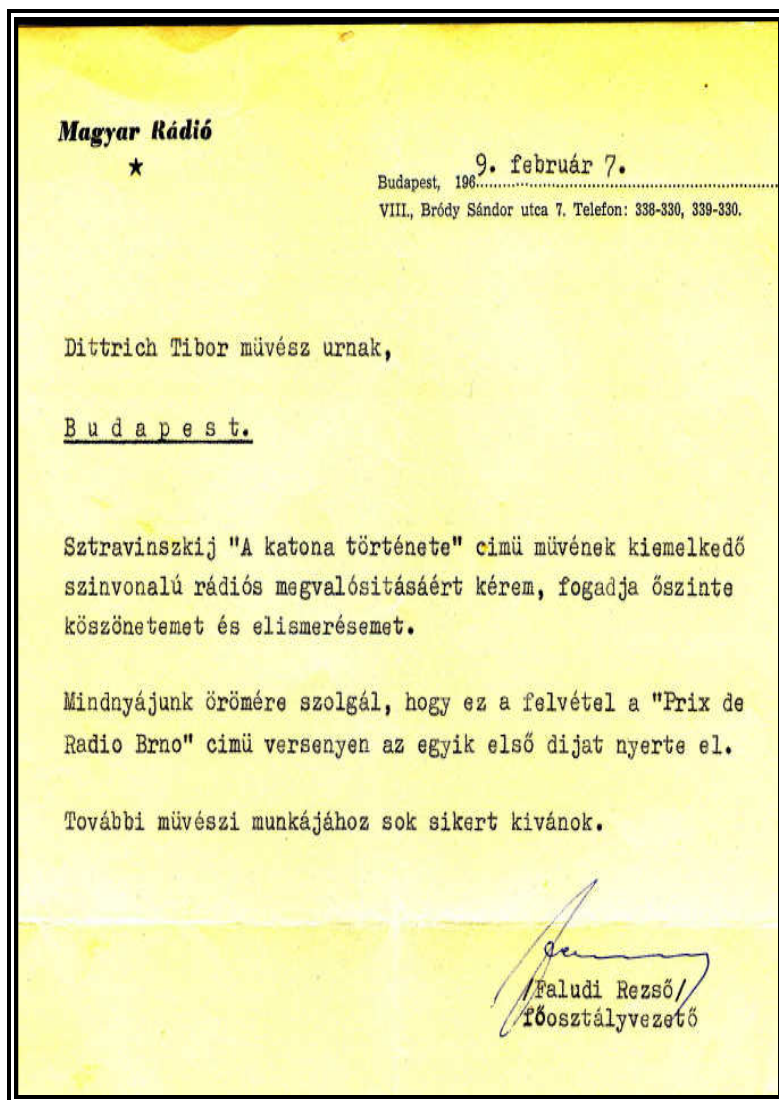 Magyar Rádió
Budapest, 1969. február 7.
VIII., Bródy Sándor utca 7. Telefon: 338-330, 339-330.
Dittrich Tibor müvész urnak,
Budapest.
Sztravinszkij "A katona története" cimü müvének kiemelkedő
szinvonalú rádiós megvalósitásáért kérem, fogadja őszinte
köszönetemet és elismerésemet.
Mindnyájunk örömére szolgál, hogy ez a felvétel a "Prix de
Radio Brno" cimü versenyen az egyik első dijat nyerte el.
További müvészi munkájához sok sikert kivánok.
/Faludi Rezső/
főosztályvezető